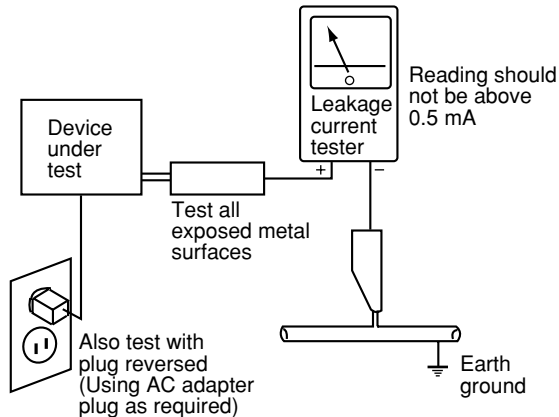 Device
under
test
Leakage
current
tester
+ −
Reading should
not be above
0.5 mA
Test all
exposed metal
surfaces
Also test with
plug reversed
(Using AC adapter
plug as required)
Earth
ground